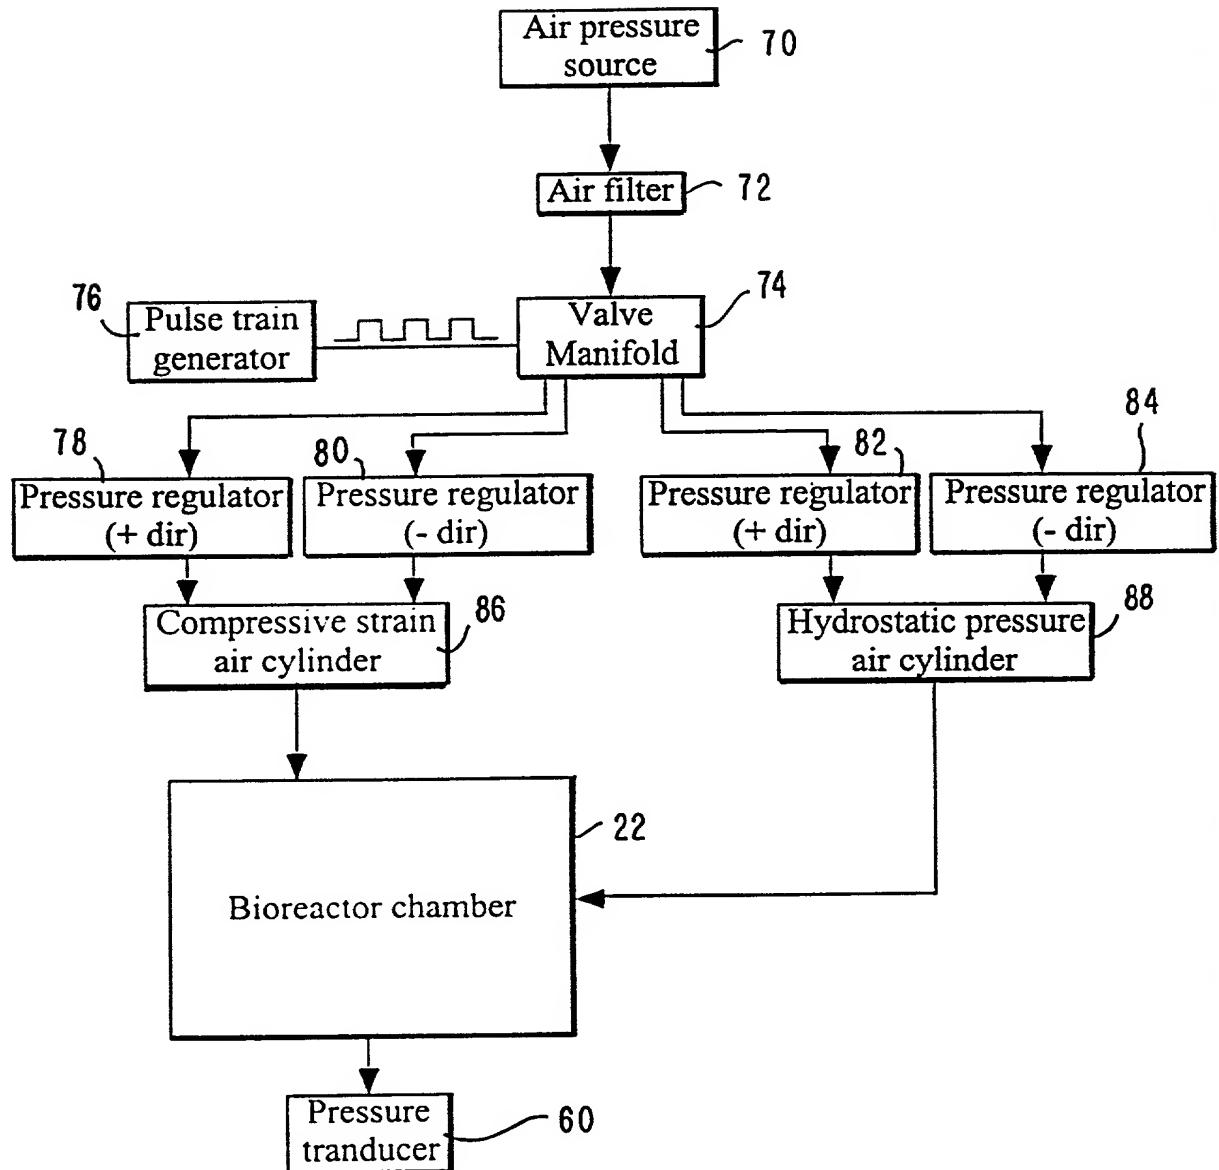 Air pressure
source
70
Air filter
72
76
Pulse train
generator
Valve
Manifold
74
78
Pressure regulator
(+ dir)
80
Pressure regulator
(- dir)
82
Pressure regulator
(+ dir)
84
Pressure regulator
(- dir)
Compressive strain
air cylinder
86
Hydrostatic pressure
air cylinder
88
Bioreactor chamber
22
Pressure
tranducer
60